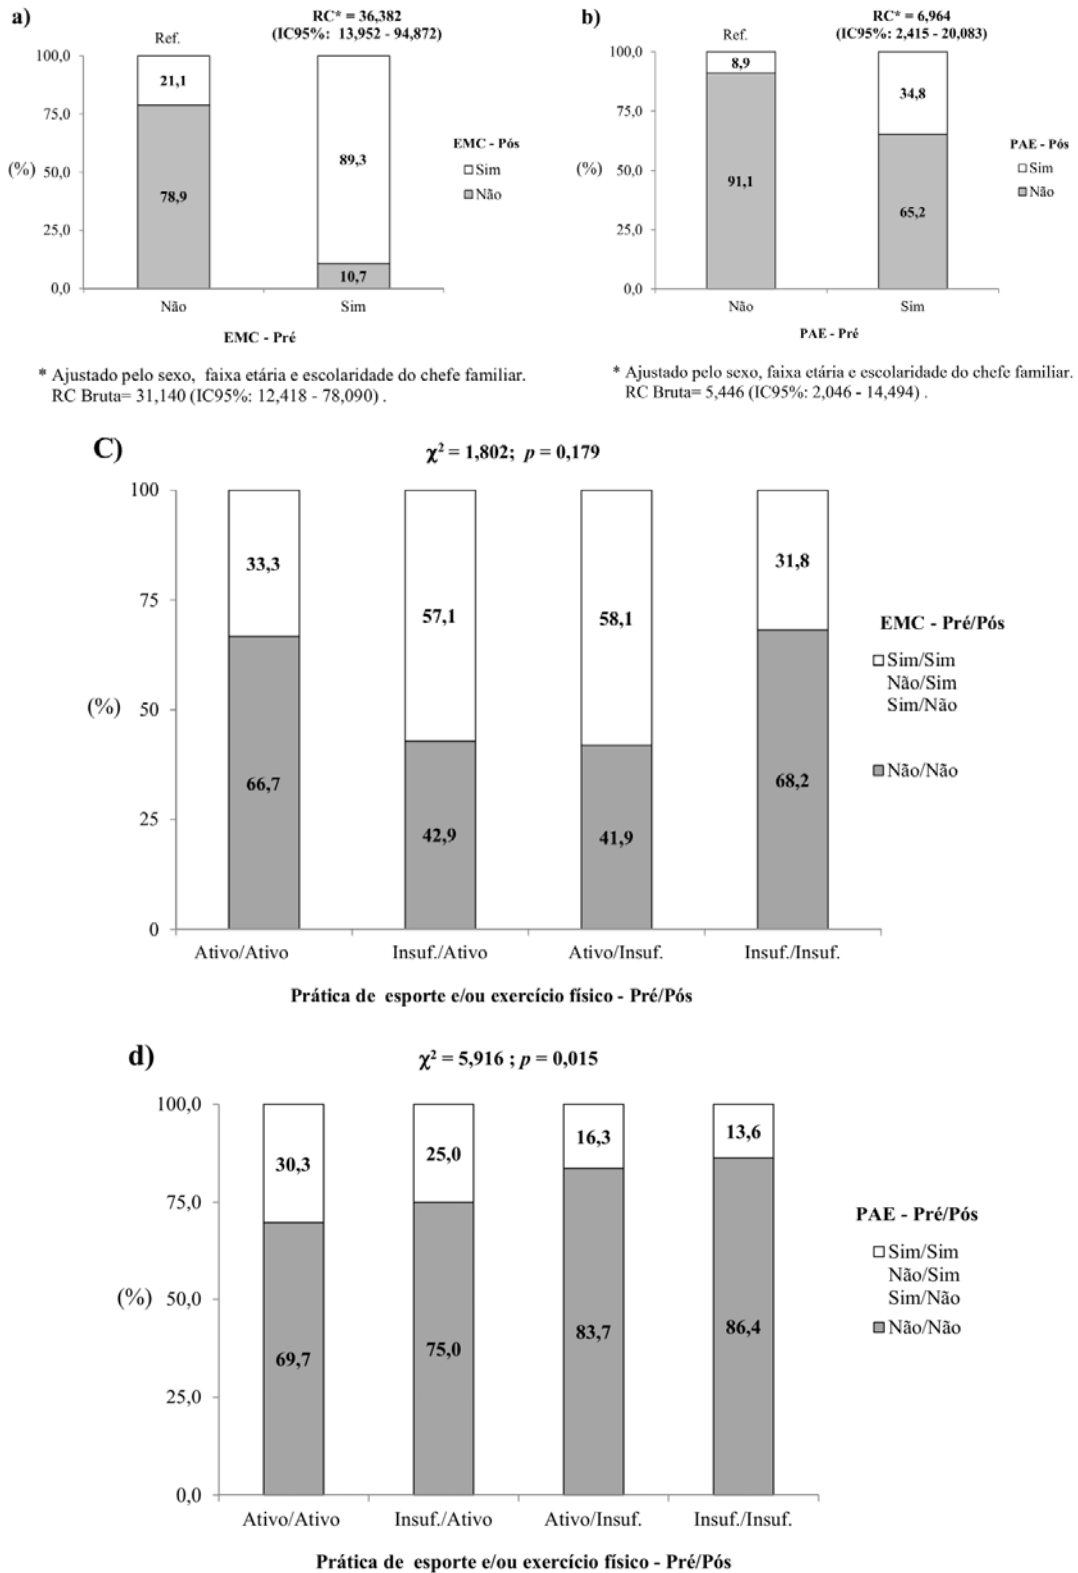 a)
RC* = 36,382
(IC95%: 13,952 - 94,872)
Ref.
100,0
75,0
(%) 50,0
25,0
0,0
21,1
78,9
89,3
10,7
EMC - Pós
Sim
Não
Não Sim
EMC - Pré
* Ajustado pelo sexo, faixa etária e escolaridade do chefe familiar.
RC Bruta= 31,140 (IC95%: 12,418 - 78,090) .
b)
RC* = 6,964
(IC95%: 2,415 - 20,083)
Ref.
100,0
75,0
(%) 50,0
25,0
0,0
8,9
91,1
34,8
65,2
PAE - Pós
Sim
Não
Não Sim
PAE - Pré
* Ajustado pelo sexo, faixa etária e escolaridade do chefe familiar.
RC Bruta= 5,446 (IC95%: 2,046 - 14,494) .
C)
χ² = 1,802; p = 0,179
100
75
(%) 50
25
0
33,3
66,7
57,1
42,9
58,1
41,9
31,8
68,2
EMC - Pré/Pós
Sim/Sim
Não/Sim
Sim/Não
Não/Não
Ativo/Ativo Insuf./Ativo Ativo/Insuf. Insuf./Insuf.
Prática de esporte e/ou exercício físico - Pré/Pós
d)
χ² = 5,916 ; p = 0,015
100,0
75,0
(%) 50,0
25,0
0,0
30,3
69,7
25,0
75,0
16,3
83,7
13,6
86,4
PAE - Pré/Pós
Sim/Sim
Não/Sim
Sim/Não
Não/Não
Ativo/Ativo Insuf./Ativo Ativo/Insuf. Insuf./Insuf.
Prática de esporte e/ou exercício físico - Pré/Pós